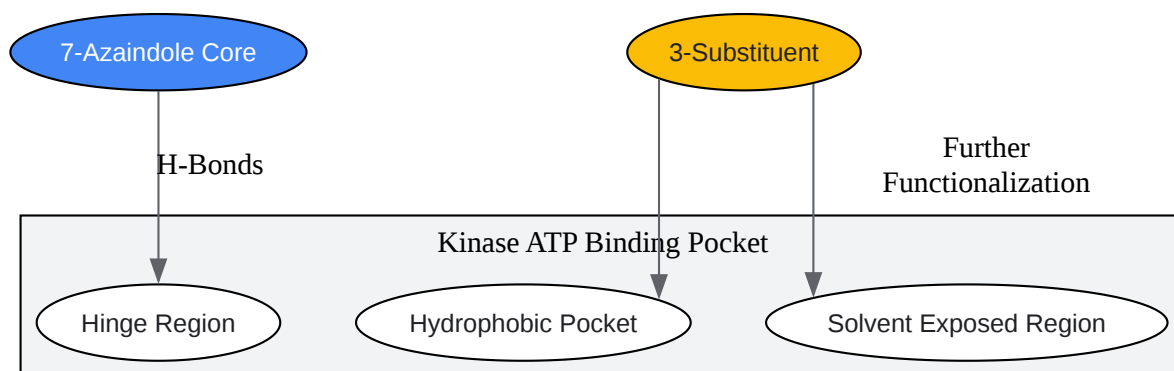 7-Azaindole Core
3-Substituent
H-Bonds
Further
Functionalization
Kinase ATP Binding Pocket
Hinge Region
Hydrophobic Pocket
Solvent Exposed Region